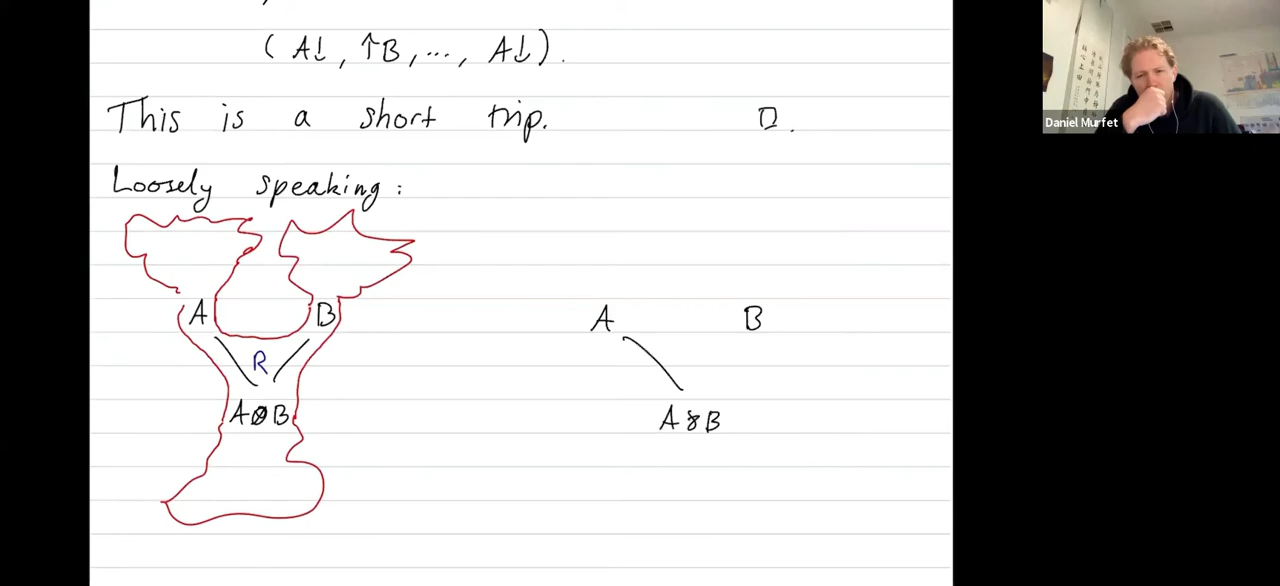 ( A↓ , ↑B , ... , A↓ ) .
This is a short trip. □ .
Loosely speaking :
A B A B
R
A⊗B A⅋B
Daniel Murfet